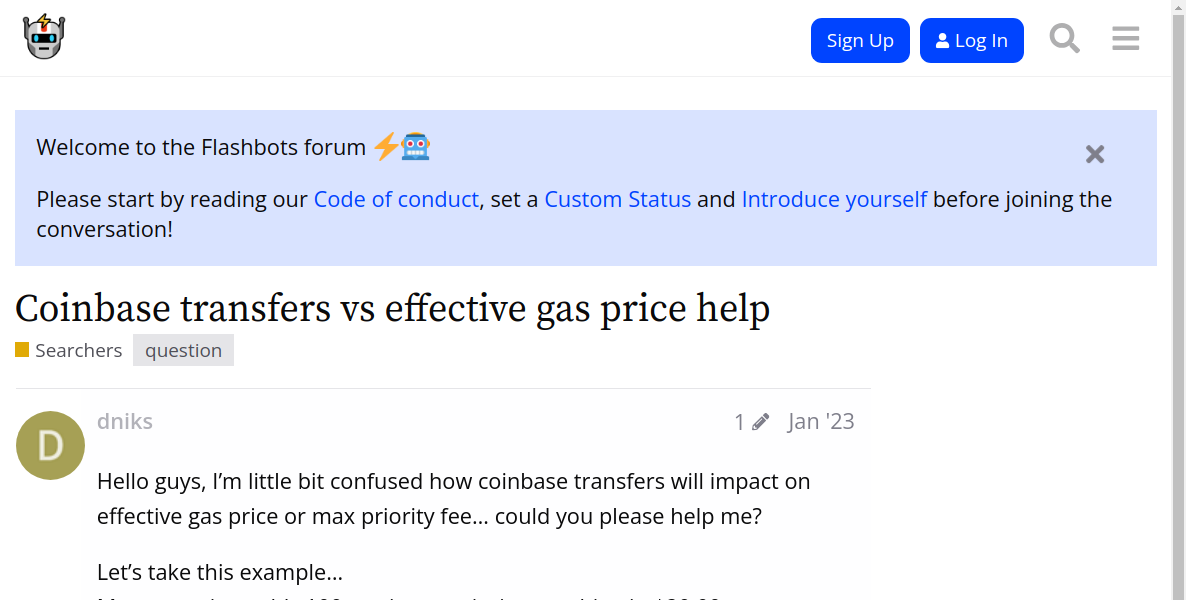 Sign Up
Log In
Welcome to the Flashbots forum
Please start by reading our Code of conduct, set a Custom Status and Introduce yourself before joining the
conversation!
Coinbase transfers vs effective gas price help
Searchers question
D
dniks 1 Jan '23
Hello guys, I’m little bit confused how coinbase transfers will impact on
effective gas price or max priority fee… could you please help me?
Let’s take this example…